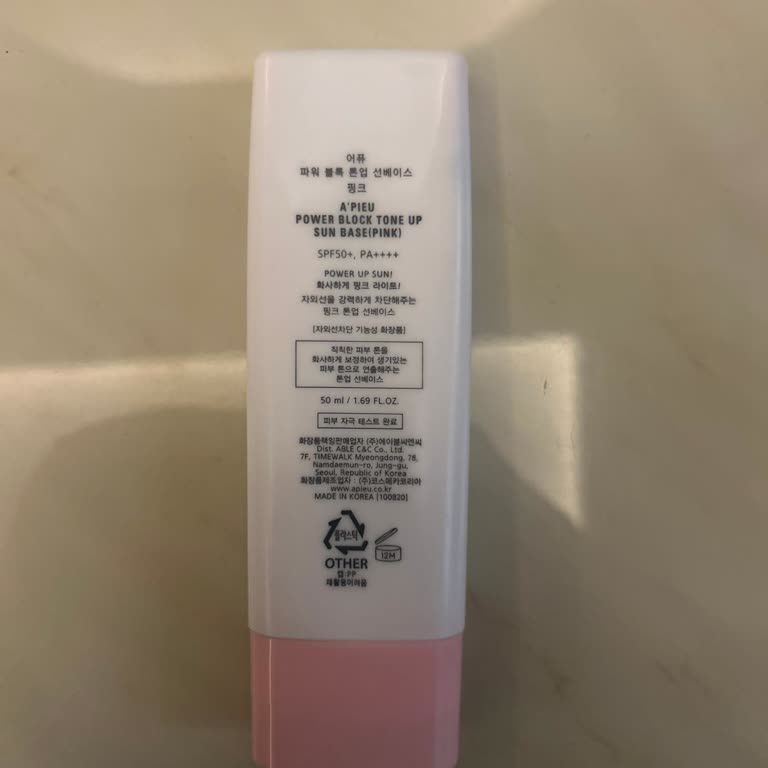 어퓨
파워 블록 톤업 선베이스
핑크
A'PIEU
POWER BLOCK TONE UP
SUN BASE(PINK)
SPF50+, PA++++
POWER UP SUN!
화사하게 핑크 라이트!
자외선을 강력하게 차단해주는
핑크 톤업 선베이스
[자외선차단 기능성 화장품]
칙칙한 피부 톤을
화사하게 보정하여 생기있는
피부 톤으로 연출해주는
톤업 선베이스
50 ml / 1.69 FL.OZ.
피부 자극 테스트 완료
화장품책임판매업자 (주)에이블씨엔씨
Dist. ABLE C&C Co., Ltd.
7F, TIMEWALK Myeongdong, 78,
Namdaemun-ro, Jung-gu,
Seoul, Republic of Korea
화장품제조업자 : (주)코스메카코리아
www.apieu.co.kr
MADE IN KOREA [100820]
플라스틱
12M
OTHER
캡:PP
재활용어려움